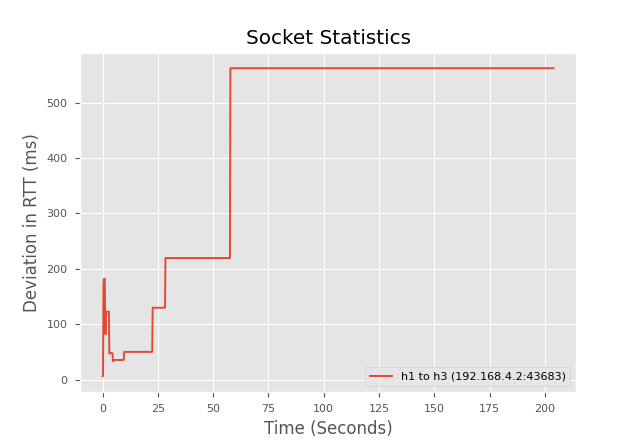 Socket Statistics
Deviation in RTT (ms)
500
400
300
200
100
0
h1 to h3 (192.168.4.2:43683)
0 25 50 75 100 125 150 175 200
Time (Seconds)